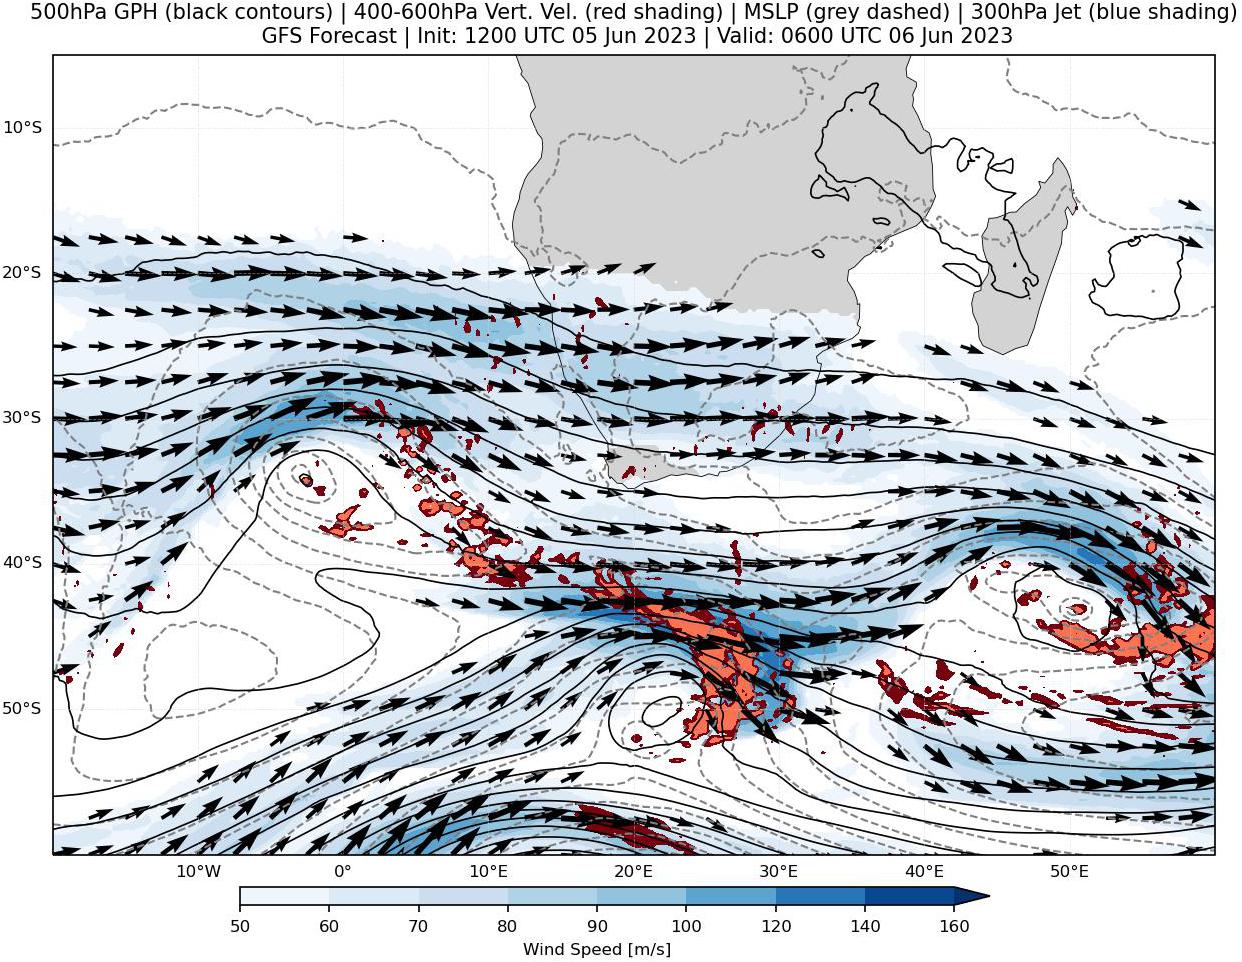 500hPa GPH (black contours) | 400-600hPa Vert. Vel. (red shading) | MSLP (grey dashed) | 300hPa Jet (blue shading)
GFS Forecast | Init: 1200 UTC 05 Jun 2023 | Valid: 0600 UTC 06 Jun 2023
10°S
20°S
30°S
40°S
50°S
10°W 0° 10°E 20°E 30°E 40°E 50°E
50 60 70 80 90 100 120 140 160
Wind Speed [m/s]